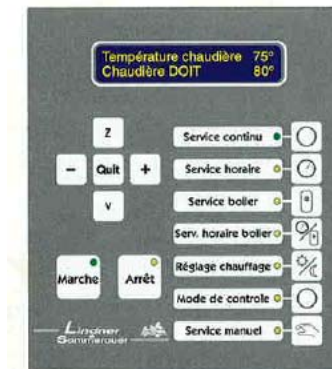 Température chaudière 75°
Chaudière DOIT 80°
Z
- Quit +
V
Marche
Arrêt
Service continu
Service horaire
Service boiler
Serv. horaire boiler
Réglage chauffage
Mode de controle
Service manuel
Lindner
Sommerauer